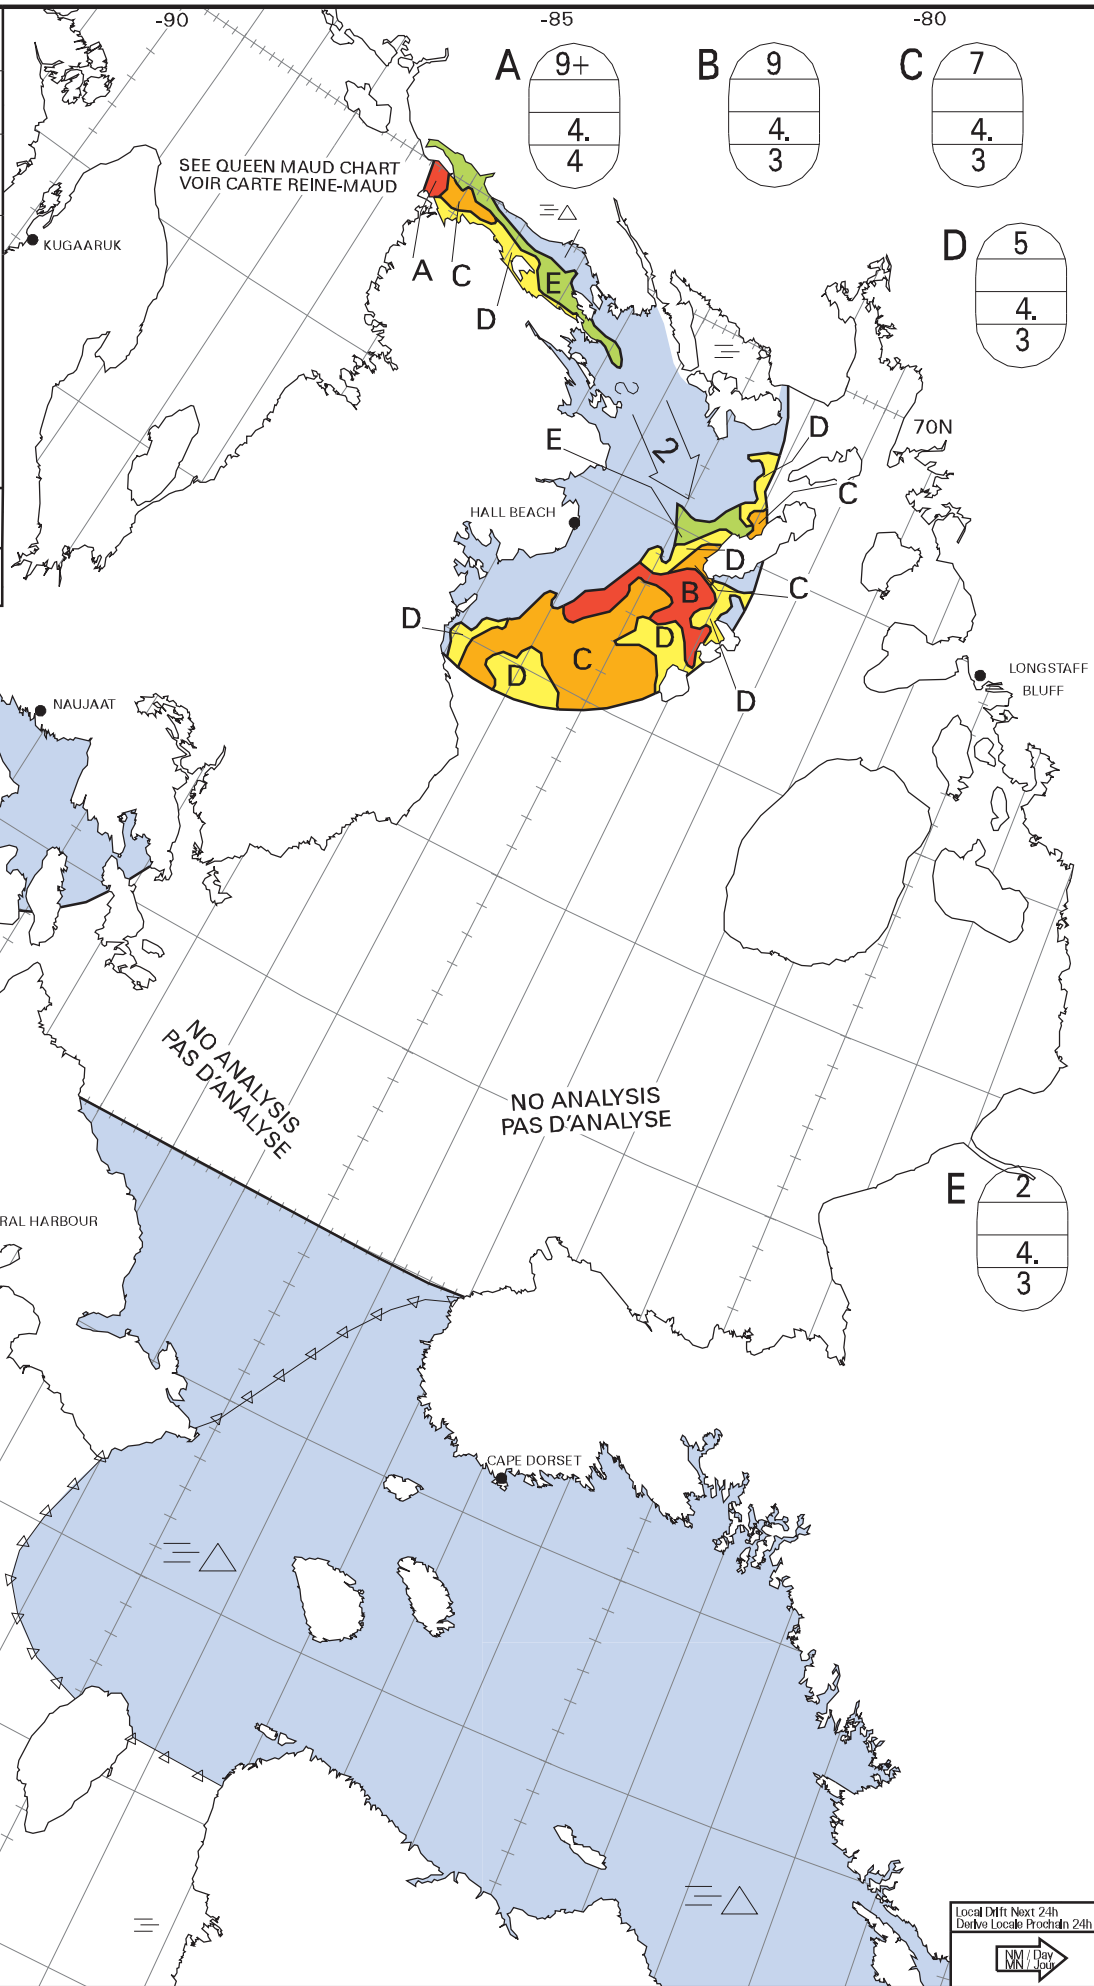 -90
-85
-80
A
9+
4.
4
B
9
4.
3
C
7
4.
3
SEE QUEEN MAUD CHART
VOIR CARTE REINE-MAUD
KUGAARUK
D
5
4.
3
A
C
E
D
2
D
70N
E
C
HALL BEACH
D
B
C
D
D
C
D
D
LONGSTAFF
BLUFF
NAUJAAT
NO ANALYSIS
PAS D'ANALYSE
NO ANALYSIS
PAS D'ANALYSE
E
2
4.
3
RAL HARBOUR
CAPE DORSET
Local Drift Next 24h
Derive Locale Prochain 24h
NM / Day
MN / Jour